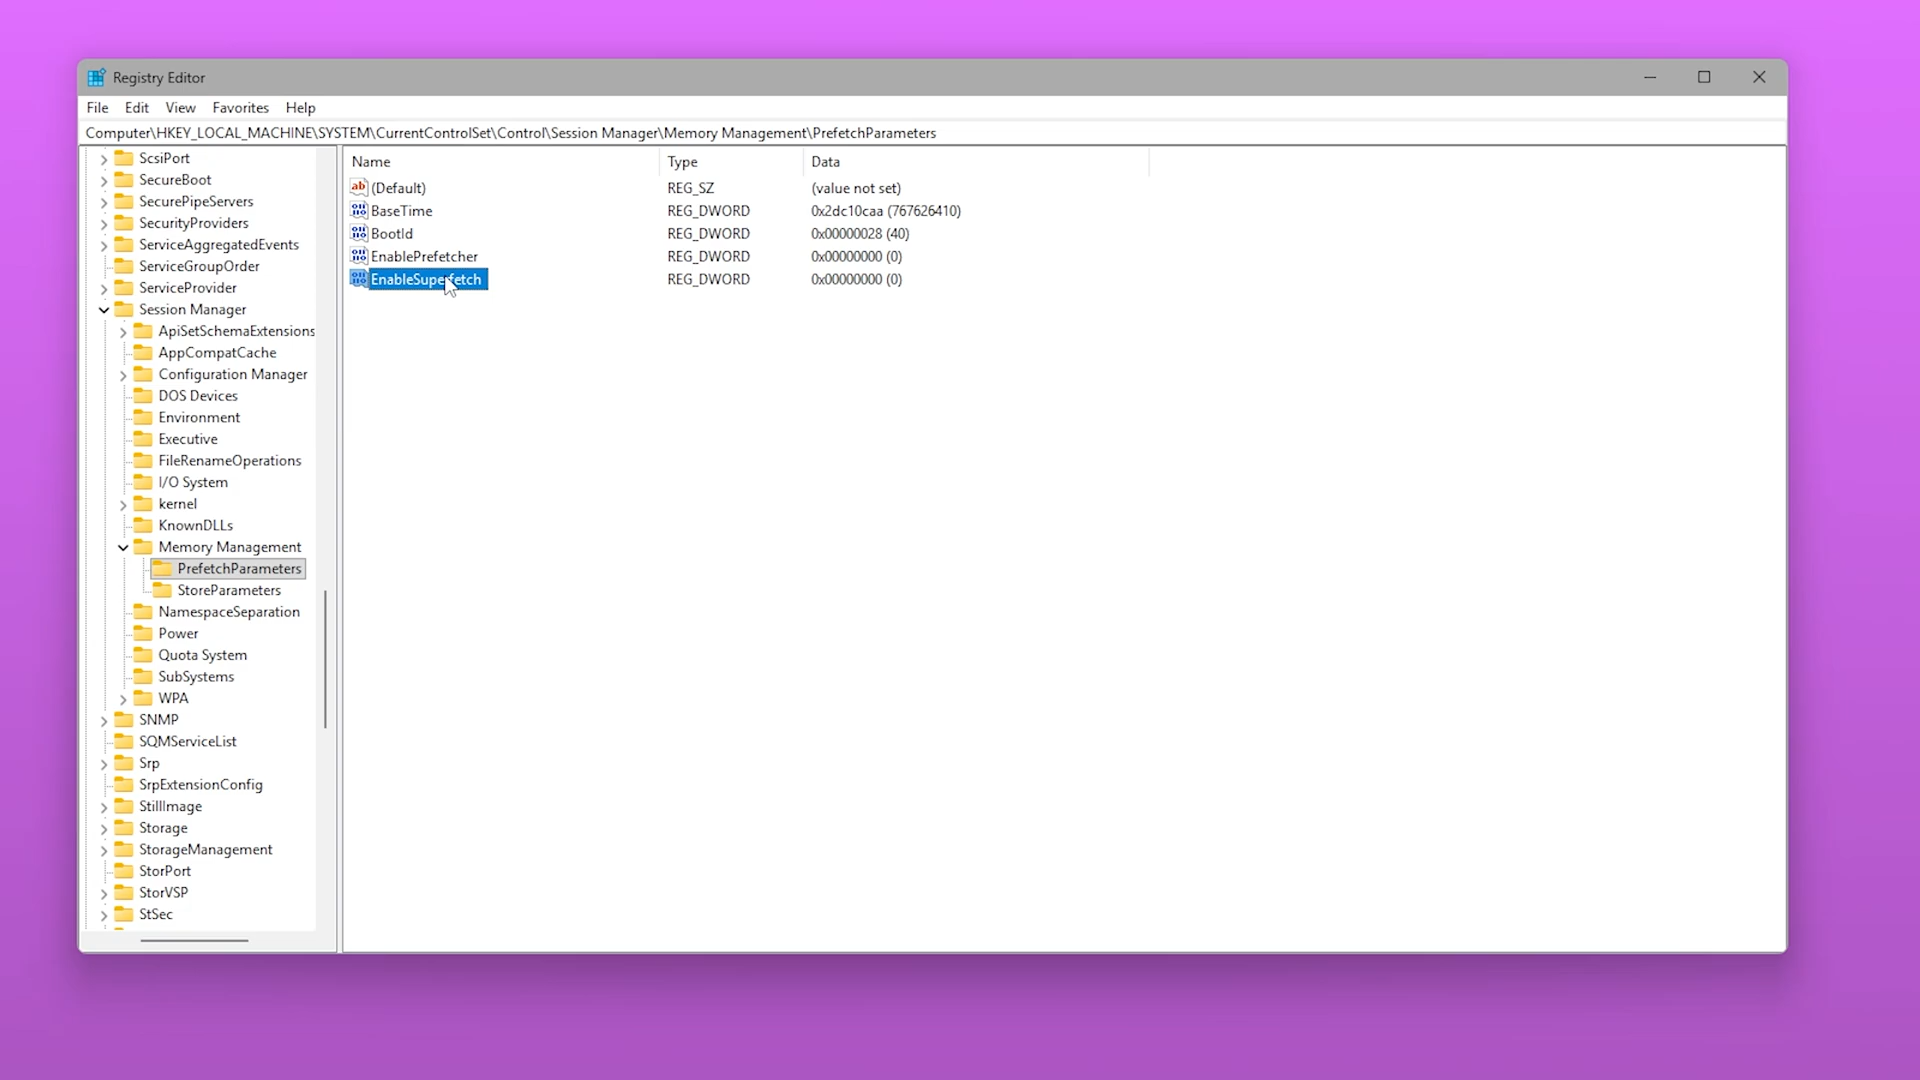 Registry Editor
File Edit View Favorites Help
Computer\HKEY_LOCAL_MACHINE\SYSTEM\CurrentControlSet\Control\Session Manager\Memory Management\PrefetchParameters
ScsiPort
SecureBoot
SecurePipeServers
SecurityProviders
ServiceAggregatedEvents
ServiceGroupOrder
ServiceProvider
Session Manager
ApiSetSchemaExtensions
AppCompatCache
Configuration Manager
DOS Devices
Environment
Executive
FileRenameOperations
I/O System
kernel
KnownDLLs
Memory Management
PrefetchParameters
StoreParameters
NamespaceSeparation
Power
Quota System
SubSystems
WPA
SNMP
SQMServiceList
Srp
SrpExtensionConfig
StillImage
Storage
StorageManagement
StorPort
StorVSP
StSec
Name Type Data
(Default) REG_SZ (value not set)
BaseTime REG_DWORD 0x2dc10caa (767626410)
BootId REG_DWORD 0x00000028 (40)
EnablePrefetcher REG_DWORD 0x00000000 (0)
EnableSuperfetch REG_DWORD 0x00000000 (0)